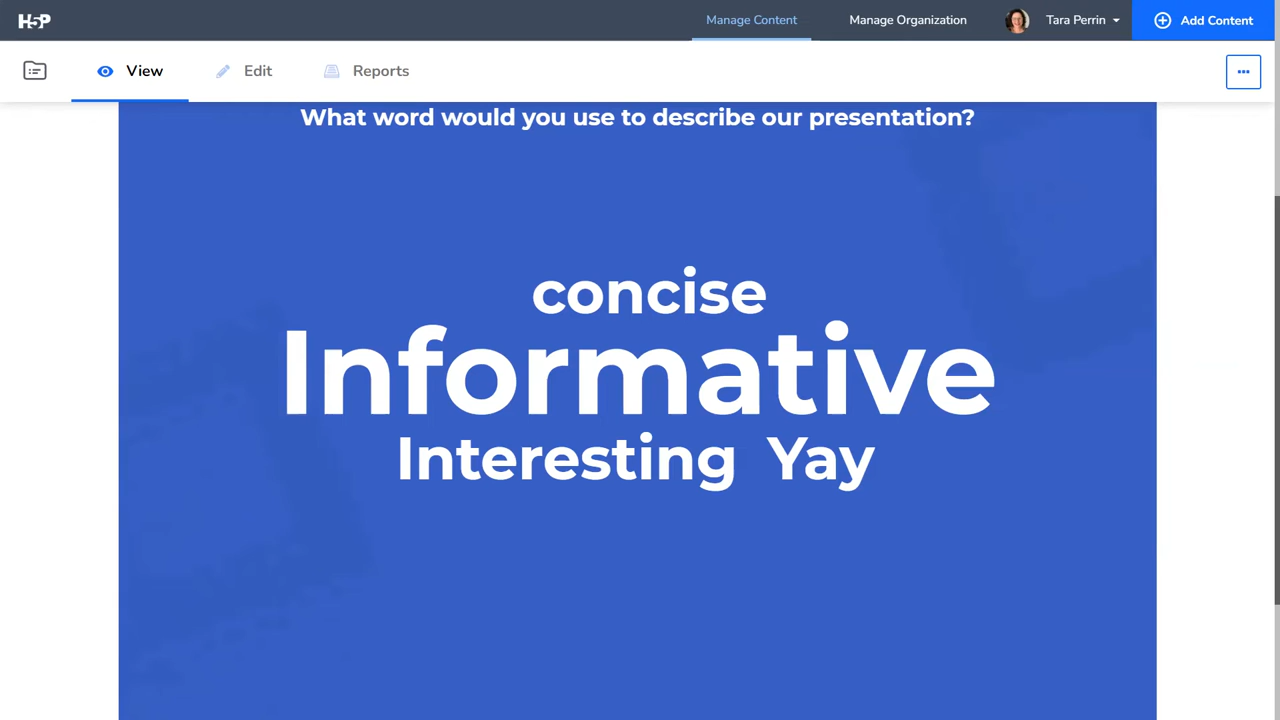 H5P Manage Content Manage Organization Tara Perrin Add Content
View Edit Reports
What word would you use to describe our presentation?
concise
Informative
Interesting Yay